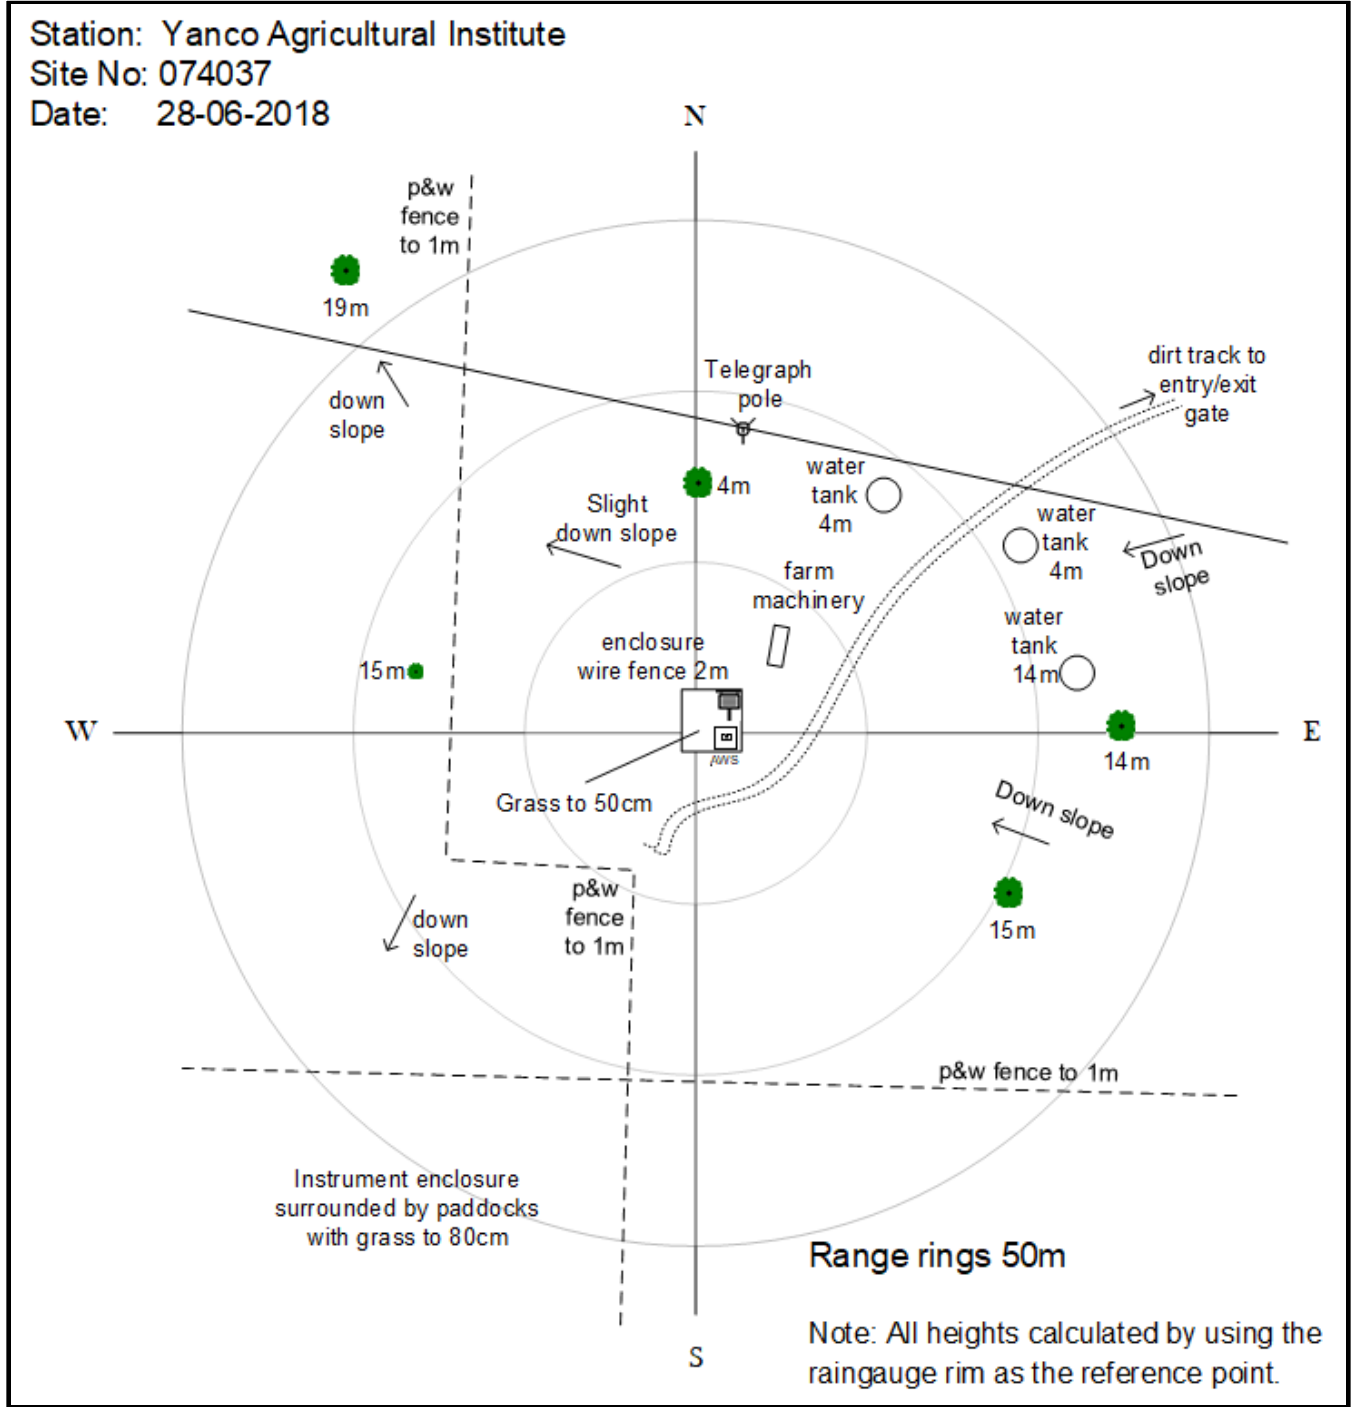 Station: Yanco Agricultural Institute
Site No: 074037
Date: 28-06-2018
N
p&w
fence
to 1m
19m
down
slope
Telegraph
pole
dirt track to
entry/exit
gate
4m
water
tank
4m
Slight
down slope
water
tank
4m
Down
slope
farm
machinery
water
tank
14m
enclosure
wire fence 2m
15m
W
E
AWS
14m
Grass to 50cm
Down slope
p&w
fence
to 1m
down
slope
15m
p&w fence to 1m
Instrument enclosure
surrounded by paddocks
with grass to 80cm
Range rings 50m
S
Note: All heights calculated by using the
raingauge rim as the reference point.